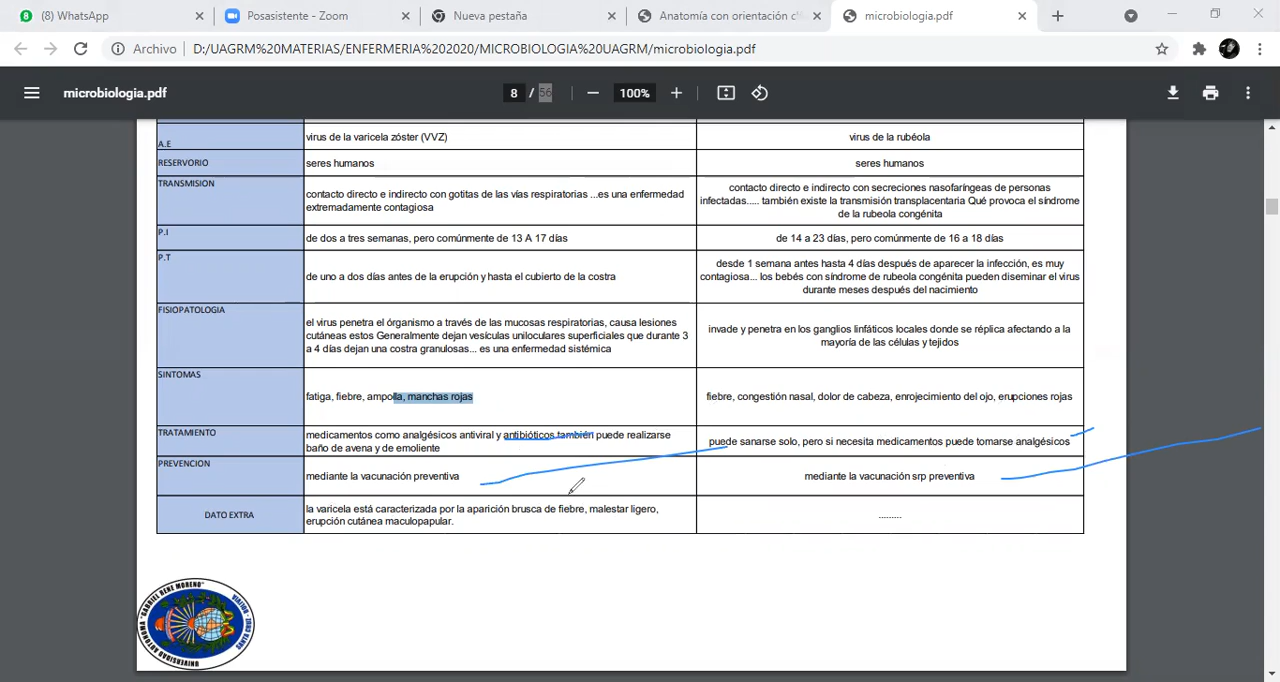 (8) WhatsApp
Posasistente - Zoom
Nueva pestaña
Anatomía con orientación c
microbiologia.pdf
Archivo
D:/UAGRM%20MATERIAS/ENFERMERIA%202020/MICROBIOLOGIA%20UAGRM/microbiologia.pdf
microbiologia.pdf
8 / 56
100%
A.E
virus de la varicela zóster (VVZ)
virus de la rubéola
RESERVORIO
seres humanos
seres humanos
TRANSMISION
contacto directo e indirecto con gotitas de las vías respiratorias ...es una enfermedad
extremadamente contagiosa
contacto directo e indirecto con secreciones nasofaríngeas de personas
infectadas..... también existe la transmisión transplacentaria Qué provoca el síndrome
de la rubeola congénita
P.I
de dos a tres semanas, pero comúnmente de 13 A 17 días
de 14 a 23 días, pero comúnmente de 16 a 18 días
P.T
de uno a dos días antes de la erupción y hasta el cubierto de la costra
desde 1 semana antes hasta 4 días después de aparecer la infección, es muy
contagiosa... los bebés con síndrome de rubeola congénita pueden diseminar el virus
durante meses después del nacimiento
FISIOPATOLOGIA
el virus penetra el órganismo a través de las mucosas respiratorias, causa lesiones
cutáneas estos Generalmente dejan vesículas uniloculares superficiales que durante 3
a 4 días dejan una costra granulosas... es una enfermedad sistémica
invade y penetra en los ganglios linfáticos locales donde se réplica afectando a la
mayoría de las células y tejidos
SINTOMAS
fatiga, fiebre, ampolla, manchas rojas
fiebre, congestión nasal, dolor de cabeza, enrojecimiento del ojo, erupciones rojas
TRATAMIENTO
medicamentos como analgésicos antiviral y antibióticos también puede realizarse
baño de avena y de emoliente
puede sanarse solo, pero si necesita medicamentos puede tomarse analgésicos
PREVENCION
mediante la vacunación preventiva
mediante la vacunación srp preventiva
DATO EXTRA
la varicela está caracterizada por la aparición brusca de fiebre, malestar ligero,
erupción cutánea maculopapular.
........
UNIVERSIDAD AUTONOMA
"GABRIEL RENE MORENO"
SANTA CRUZ